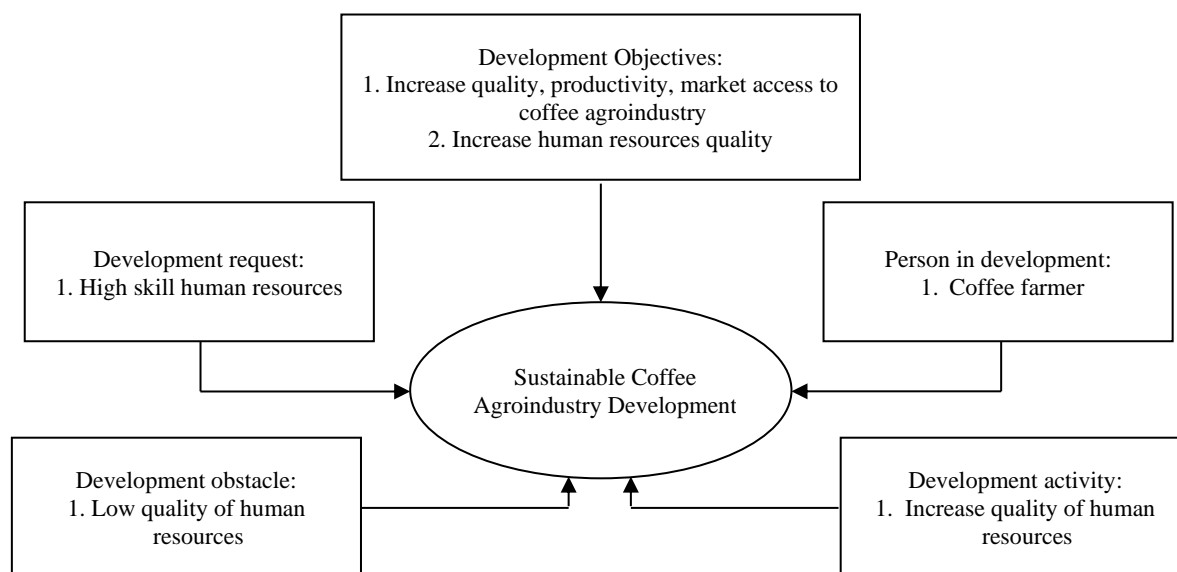 Development Objectives:
1. Increase quality, productivity, market access to
coffee agroindustry
2. Increase human resources quality
Development request:
1. High skill human resources
Person in development:
1. Coffee farmer
Sustainable Coffee
Agroindustry Development
Development obstacle:
1. Low quality of human
resources
Development activity:
1. Increase quality of human
resources